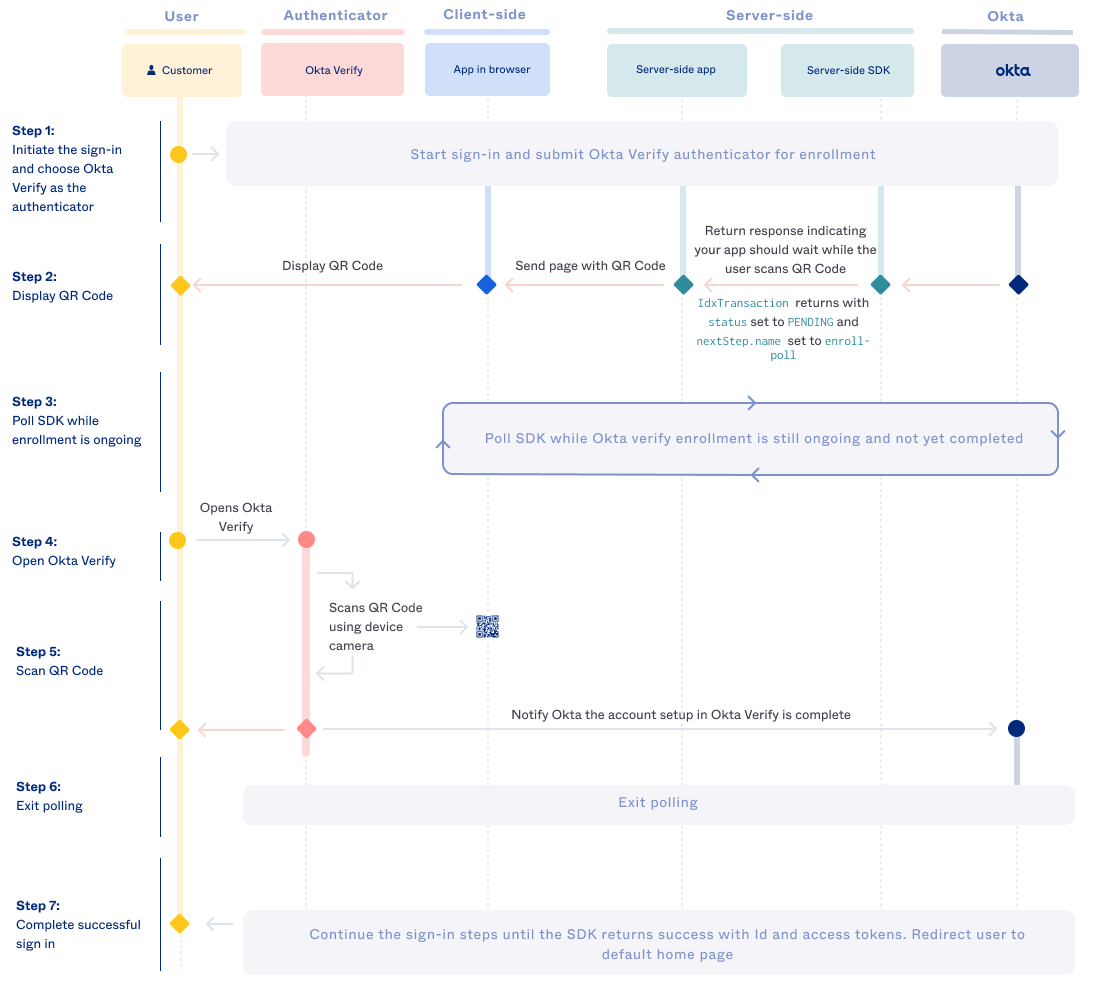 User
Authenticator
Client-side
Server-side
Okta
Customer
Okta Verify
App in browser
Server-side app
Server-side SDK
okta
Step 1:
Initiate the sign-in
and choose Okta
Verify as the
authenticator
Start sign-in and submit Okta Verify authenticator for enrollment
Step 2:
Display QR Code
Display QR Code
Send page with QR Code
Return response indicating
your app should wait while the
user scans QR Code
IdxTransaction returns with
status set to PENDING and
nextStep.name set to enroll-
poll
Step 3:
Poll SDK while
enrollment is ongoing
Poll SDK while Okta verify enrollment is still ongoing and not yet completed
Step 4:
Open Okta Verify
Opens Okta
Verify
Step 5:
Scan QR Code
Scans QR Code
using device
camera
Notify Okta the account setup in Okta Verify is complete
Step 6:
Exit polling
Exit polling
Step 7:
Complete successful
sign in
Continue the sign-in steps until the SDK returns success with Id and access tokens. Redirect user to
default home page